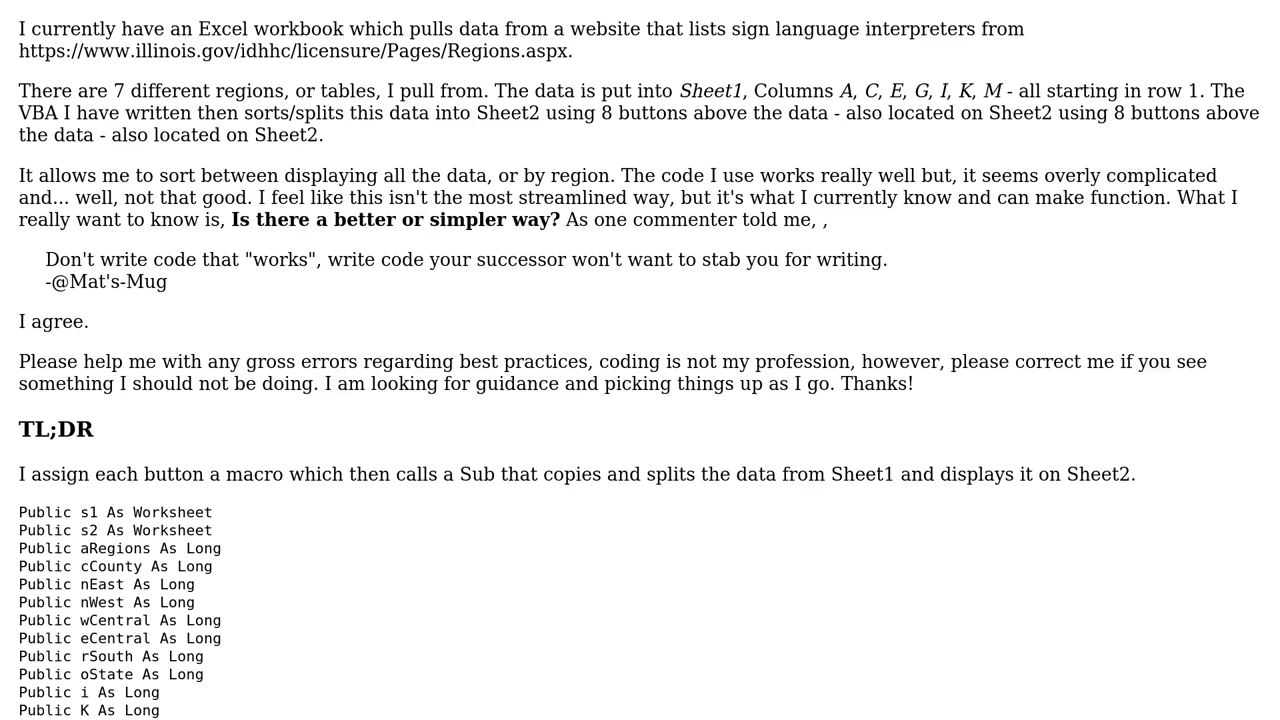 I currently have an Excel workbook which pulls data from a website that lists sign language interpreters from
https://www.illinois.gov/idhhc/licensure/Pages/Regions.aspx.
There are 7 different regions, or tables, I pull from. The data is put into Sheet1, Columns A, C, E, G, I, K, M - all starting in row 1. The
VBA I have written then sorts/splits this data into Sheet2 using 8 buttons above the data - also located on Sheet2 using 8 buttons above
the data - also located on Sheet2.
It allows me to sort between displaying all the data, or by region. The code I use works really well but, it seems overly complicated
and... well, not that good. I feel like this isn't the most streamlined way, but it's what I currently know and can make function. What I
really want to know is, Is there a better or simpler way? As one commenter told me, ,
Don't write code that "works", write code your successor won't want to stab you for writing.
-@Mat's-Mug
I agree.
Please help me with any gross errors regarding best practices, coding is not my profession, however, please correct me if you see
something I should not be doing. I am looking for guidance and picking things up as I go. Thanks!
TL;DR
I assign each button a macro which then calls a Sub that copies and splits the data from Sheet1 and displays it on Sheet2.
Public s1 As Worksheet
Public s2 As Worksheet
Public aRegions As Long
Public cCounty As Long
Public nEast As Long
Public nWest As Long
Public wCentral As Long
Public eCentral As Long
Public rSouth As Long
Public oState As Long
Public i As Long
Public K As Long